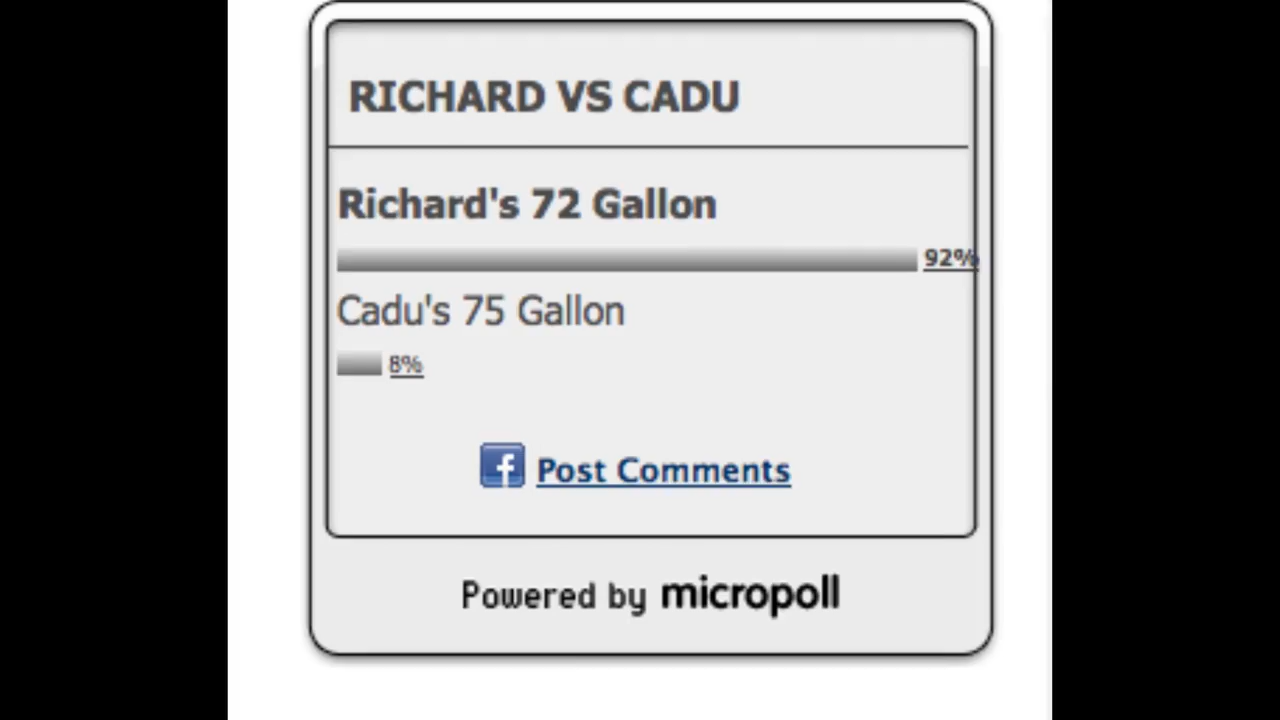 RICHARD VS CADU
Richard's 72 Gallon
92%
Cadu's 75 Gallon
8%
Post Comments
Powered by micropoll